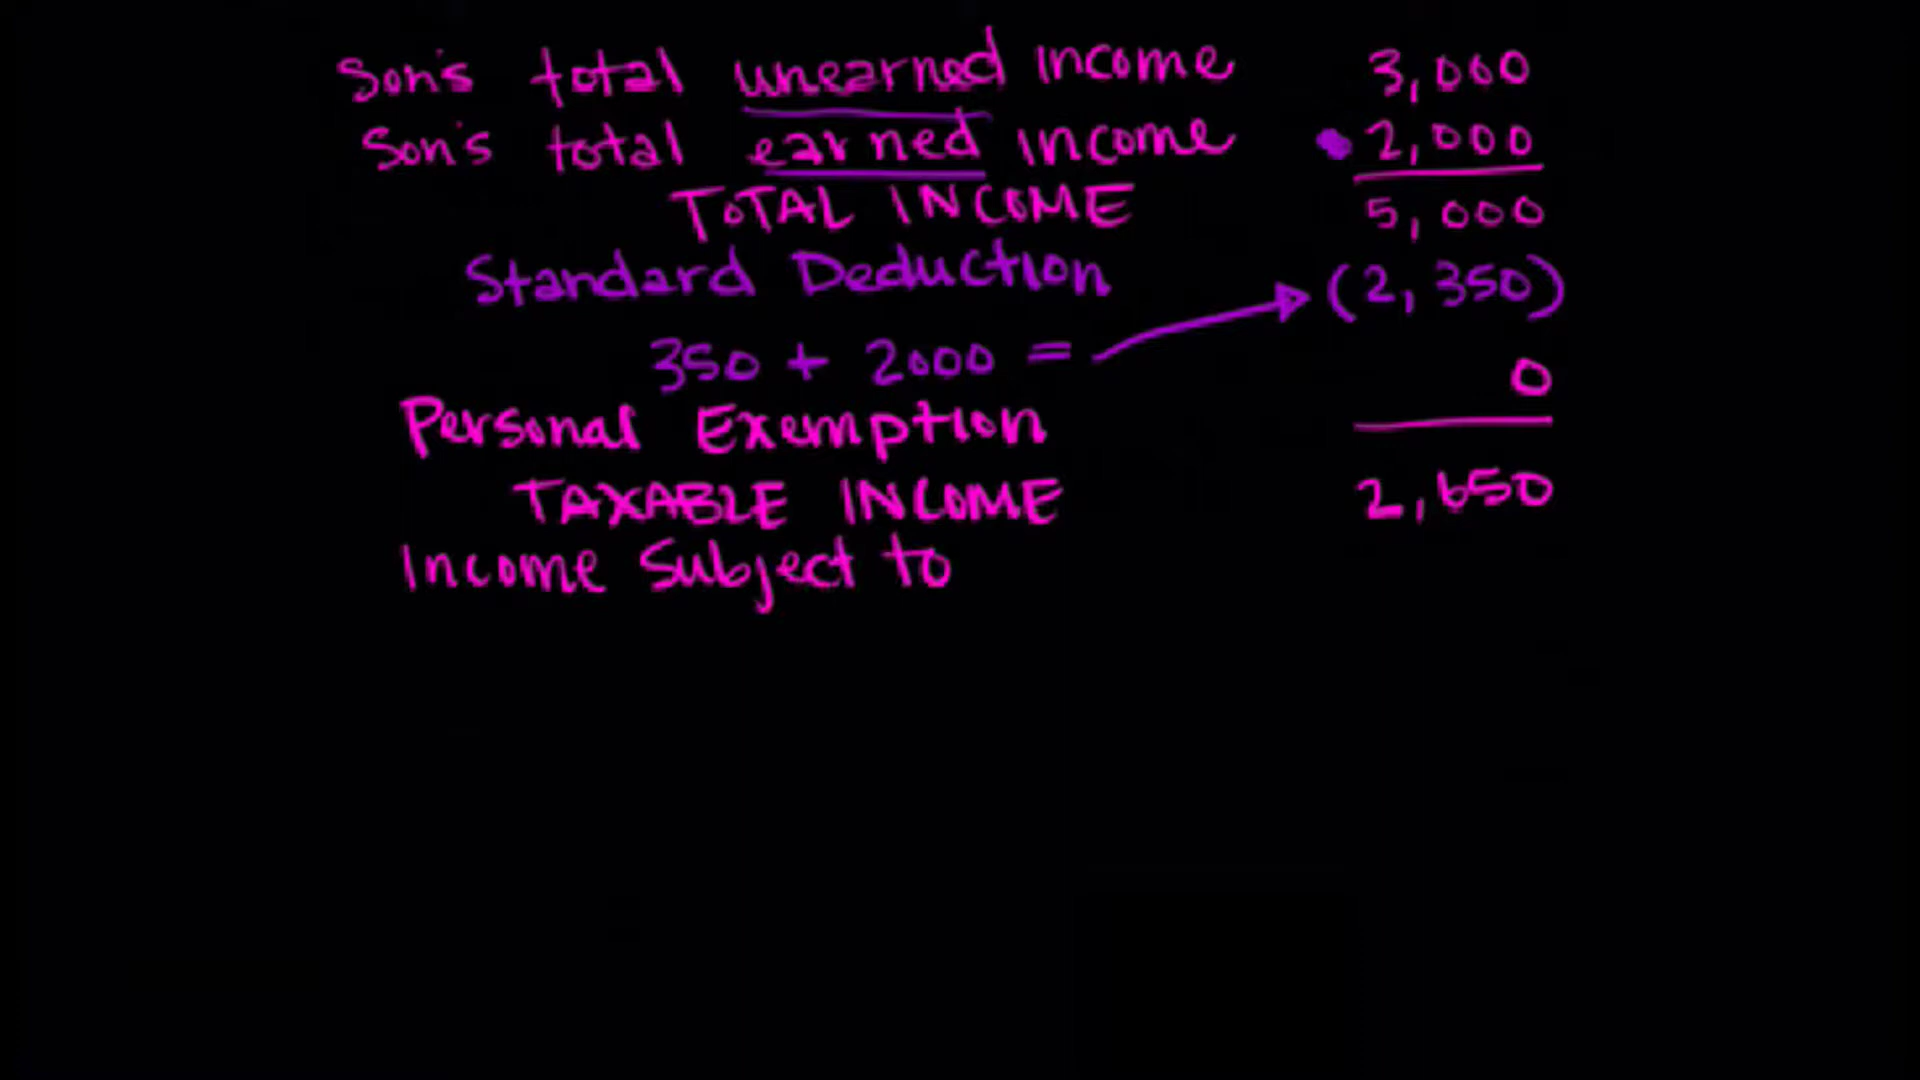 Son's total unearned income 3,000
Son's total earned income 2,000
TOTAL INCOME 5,000
Standard Deduction (2,350)
350 + 2000 =
0
Personal Exemption
TAXABLE INCOME 2,650
Income Subject to